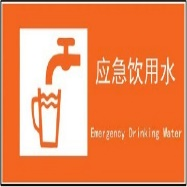 应急饮用水
Emergency Drinking Water